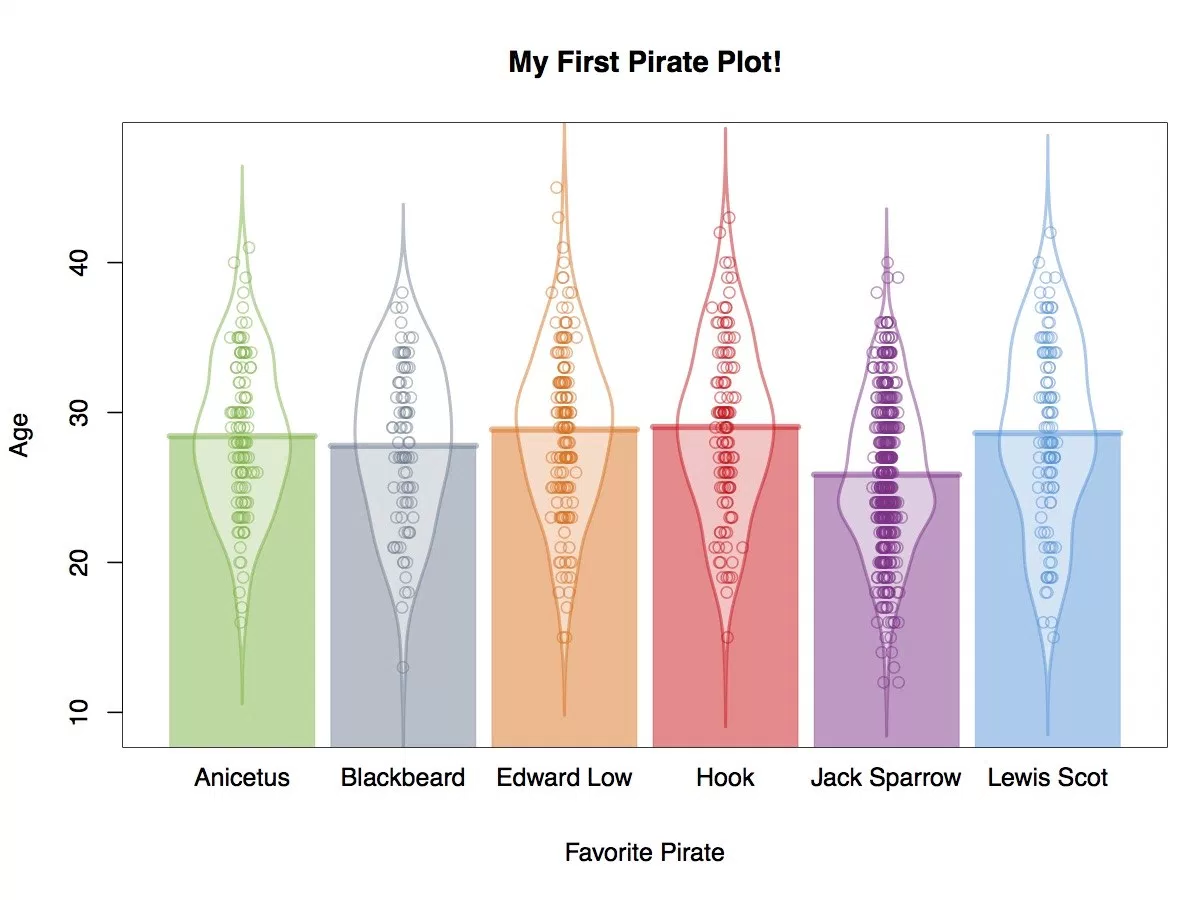 My First Pirate Plot!
Age
40
30
20
10
Anicetus Blackbeard Edward Low Hook Jack Sparrow Lewis Scot
Favorite Pirate